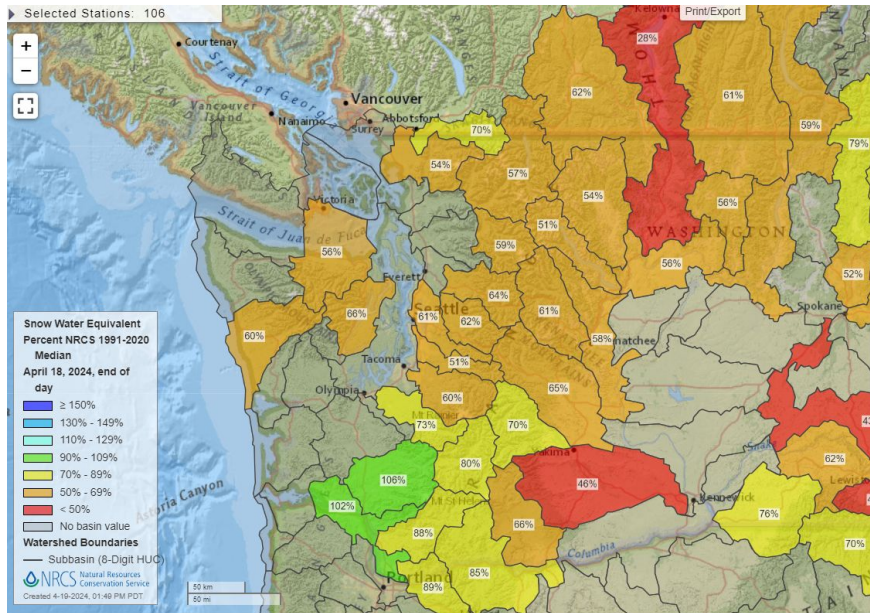 Selected Stations: 106
Print/Export
+
−
Courtenay
Strait of Georgia
Vancouver
Vancouver
Island
Nanaimo
Surrey
Abbotsford
Kelowna
28%
62%
61%
59%
79%
70%
54%
57%
54%
Victoria
Strait of Juan de Fuca
51%
56%
WASHINGTON
56%
59%
56%
Everett
52%
Spokane
64%
Seattle
61%
62%
61%
66%
60%
58%
51%
Tacoma
65%
Olympia
60%
Mt Rainier
73%
70%
80%
Yakima
62%
106%
46%
102%
Kennewick
Snake
Astoria Canyon
76%
88%
66%
70%
Columbia
85%
Portland
89%
Snow Water Equivalent
Percent NRCS 1991-2020
Median
April 18, 2024, end of
day
≥ 150%
130% - 149%
110% - 129%
90% - 109%
70% - 89%
50% - 69%
< 50%
No basin value
Watershed Boundaries
Subbasin (8-Digit HUC)
NRCS Natural Resources
Conservation Service
Created 4-19-2024, 01:49 PM PDT
50 km
50 mi